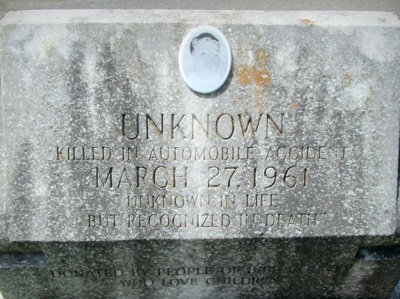 UNKNOWN
KILLED IN AUTOMOBILE ACCIDENT
MARCH 27, 1961
"UNKNOWN IN LIFE
BUT RECOGNIZED IN DEATH"
DONATED BY PEOPLE OF
WHO LOVE CHILDREN